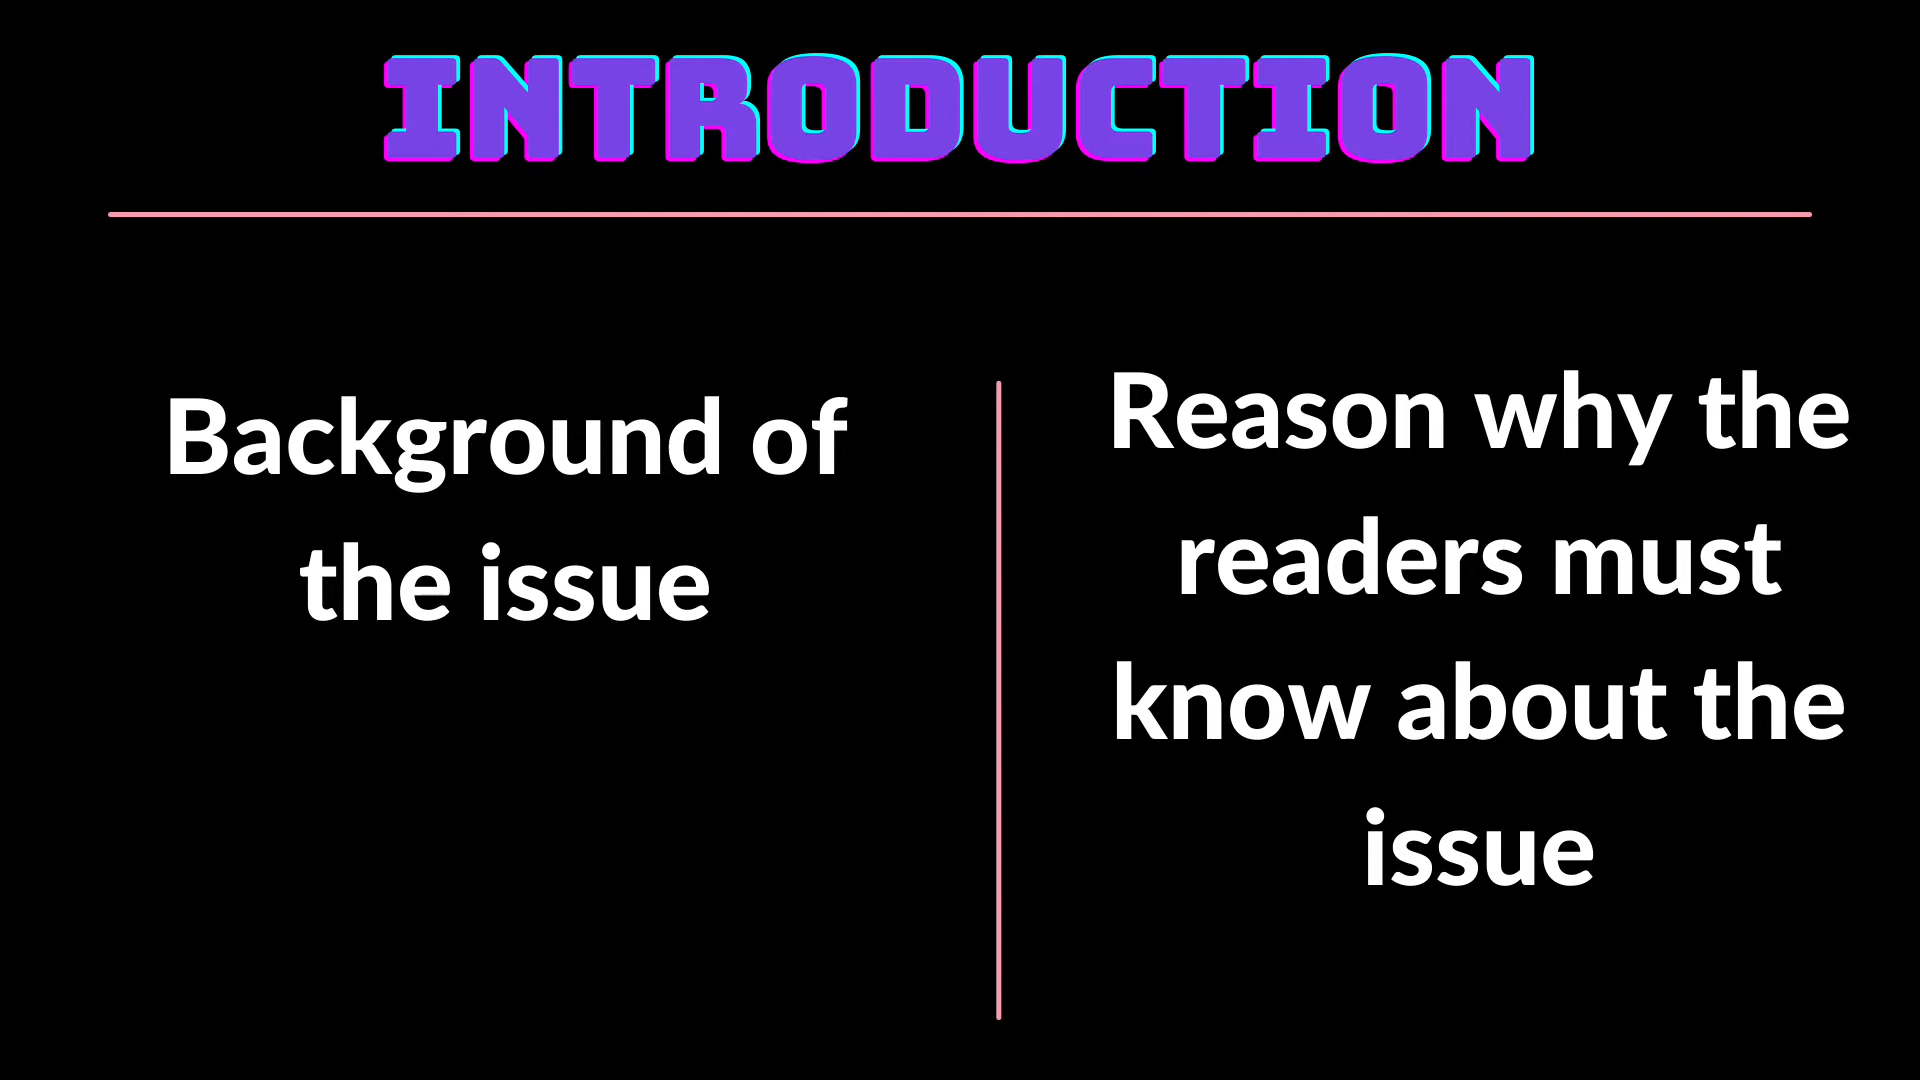 INTRODUCTION
Background of
the issue
Reason why the
readers must
know about the
issue